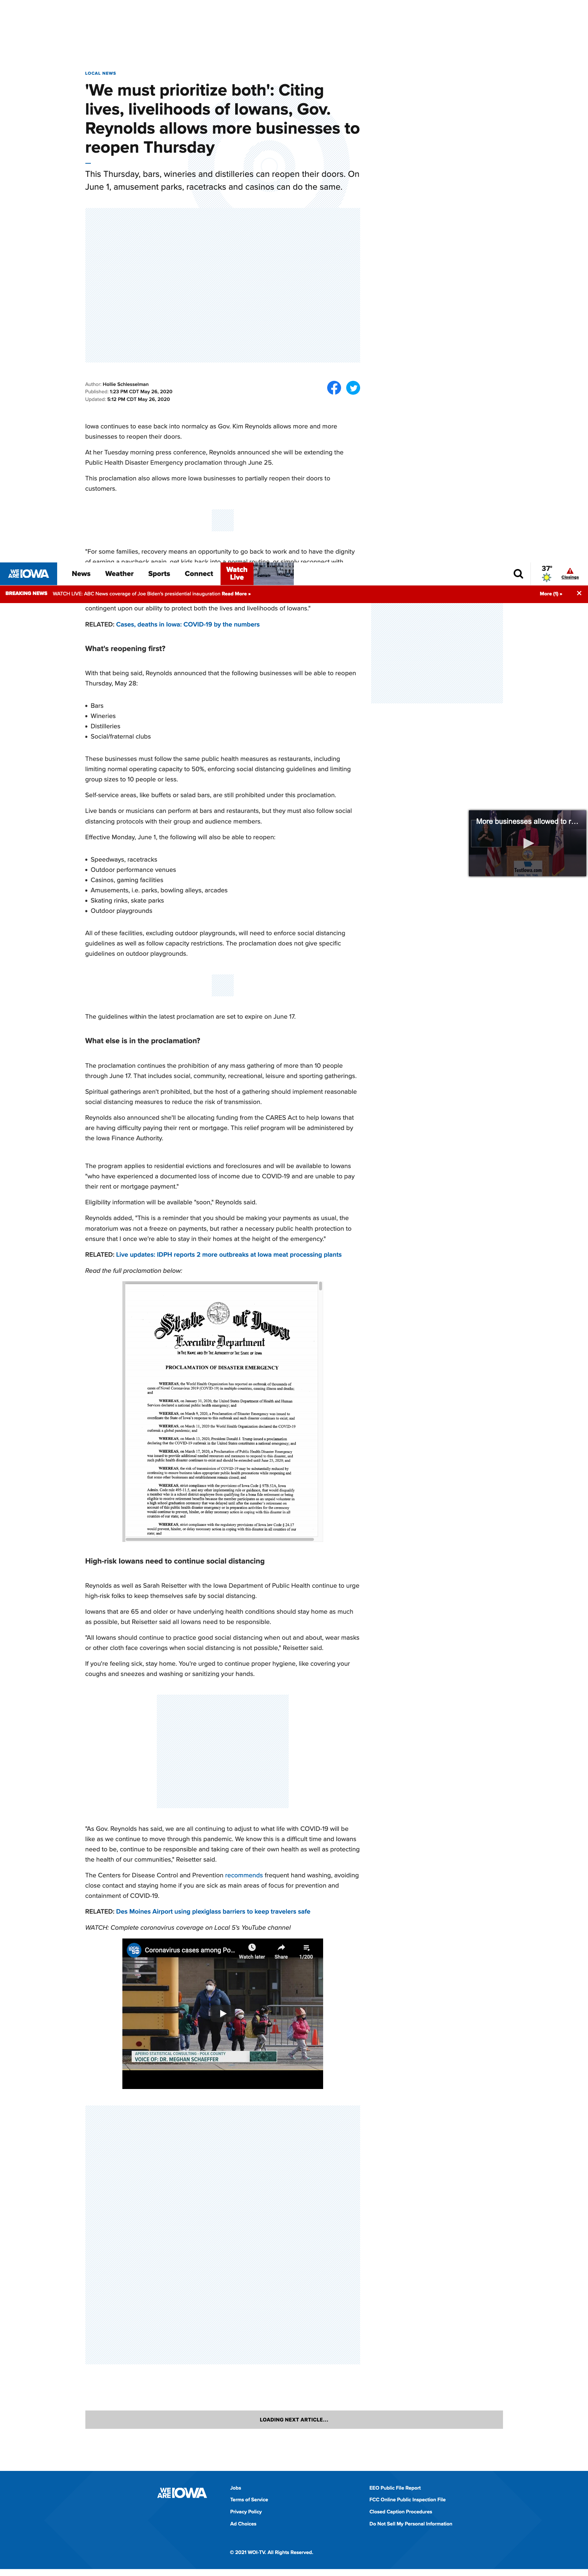 LOCAL NEWS
'We must prioritize both': Citing
lives, livelihoods of Iowans, Gov.
Reynolds allows more businesses to
reopen Thursday
This Thursday, bars, wineries and distilleries can reopen their doors. On
June 1, amusement parks, racetracks and casinos can do the same.
Author: Hollie Schlesselman
Published: 1:23 PM CDT May 26, 2020
Updated: 5:12 PM CDT May 26, 2020
Iowa continues to ease back into normalcy as Gov. Kim Reynolds allows more and more
businesses to reopen their doors.
At her Tuesday morning press conference, Reynolds announced she will be extending the
Public Health Disaster Emergency proclamation through June 25.
This proclamation also allows more Iowa businesses to partially reopen their doors to
customers.
"For some families, recovery means an opportunity to go back to work and to have the dignity
WE ARE IOWA
News Weather Sports Connect Watch Live
37°
Closings
BREAKING NEWS WATCH LIVE: ABC News coverage of Joe Biden's presidential inauguration Read More » More (1) » ✕
contingent upon our ability to protect both the lives and livelihoods of Iowans."
RELATED: Cases, deaths in Iowa: COVID-19 by the numbers
What's reopening first?
With that being said, Reynolds announced that the following businesses will be able to reopen
Thursday, May 28:
• Bars
• Wineries
• Distilleries
• Social/fraternal clubs
These businesses must follow the same public health measures as restaurants, including
limiting normal operating capacity to 50%, enforcing social distancing guidelines and limiting
group sizes to 10 people or less.
Self-service areas, like buffets or salad bars, are still prohibited under this proclamation.
Live bands or musicians can perform at bars and restaurants, but they must also follow social
distancing protocols with their group and audience members.
More businesses allowed to r...
Effective Monday, June 1, the following will also be able to reopen:
• Speedways, racetracks
• Outdoor performance venues
• Casinos, gaming facilities
• Amusements, i.e. parks, bowling alleys, arcades
• Skating rinks, skate parks
• Outdoor playgrounds
All of these facilities, excluding outdoor playgrounds, will need to enforce social distancing
guidelines as well as follow capacity restrictions. The proclamation does not give specific
guidelines on outdoor playgrounds.
The guidelines within the latest proclamation are set to expire on June 17.
What else is in the proclamation?
The proclamation continues the prohibition of any mass gathering of more than 10 people
through June 17. That includes social, community, recreational, leisure and sporting gatherings.
Spiritual gatherings aren't prohibited, but the host of a gathering should implement reasonable
social distancing measures to reduce the risk of transmission.
Reynolds also announced she'll be allocating funding from the CARES Act to help Iowans that
are having difficulty paying their rent or mortgage. This relief program will be administered by
the Iowa Finance Authority.
The program applies to residential evictions and foreclosures and will be available to Iowans
"who have experienced a documented loss of income due to COVID-19 and are unable to pay
their rent or mortgage payment."
Eligibility information will be available "soon," Reynolds said.
Reynolds added, "This is a reminder that you should be making your payments as usual, the
moratorium was not a freeze on payments, but rather a necessary public health protection to
ensure that I once we're able to stay in their homes at the height of the emergency."
RELATED: Live updates: IDPH reports 2 more outbreaks at Iowa meat processing plants
Read the full proclamation below:
State of Iowa
Executive Department
IN THE NAME AND BY THE AUTHORITY OF THE STATE OF IOWA
PROCLAMATION OF DISASTER EMERGENCY
High-risk Iowans need to continue social distancing
Reynolds as well as Sarah Reisetter with the Iowa Department of Public Health continue to urge
high-risk folks to keep themselves safe by social distancing.
Iowans that are 65 and older or have underlying health conditions should stay home as much
as possible, but Reisetter said all Iowans need to be responsible.
"All Iowans should continue to practice good social distancing when out and about, wear masks
or other cloth face coverings when social distancing is not possible," Reisetter said.
If you're feeling sick, stay home. You're urged to continue proper hygiene, like covering your
coughs and sneezes and washing or sanitizing your hands.
"As Gov. Reynolds has said, we are all continuing to adjust to what life with COVID-19 will be
like as we continue to move through this pandemic. We know this is a difficult time and Iowans
need to be, continue to be responsible and taking care of their own health as well as protecting
the health of our communities," Reisetter said.
The Centers for Disease Control and Prevention recommends frequent hand washing, avoiding
close contact and staying home if you are sick as main areas of focus for prevention and
containment of COVID-19.
RELATED: Des Moines Airport using plexiglass barriers to keep travelers safe
WATCH: Complete coronavirus coverage on Local 5's YouTube channel
Coronavirus cases among Po...
Watch later Share 1/200
APERIO STATISTICAL CONSULTING - POLK COUNTY
VOICE OF: DR. MEGHAN SCHAEFFER
LOADING NEXT ARTICLE...
WE ARE IOWA
Jobs
Terms of Service
Privacy Policy
Ad Choices
EEO Public File Report
FCC Online Public Inspection File
Closed Caption Procedures
Do Not Sell My Personal Information
© 2021 WOI-TV. All Rights Reserved.